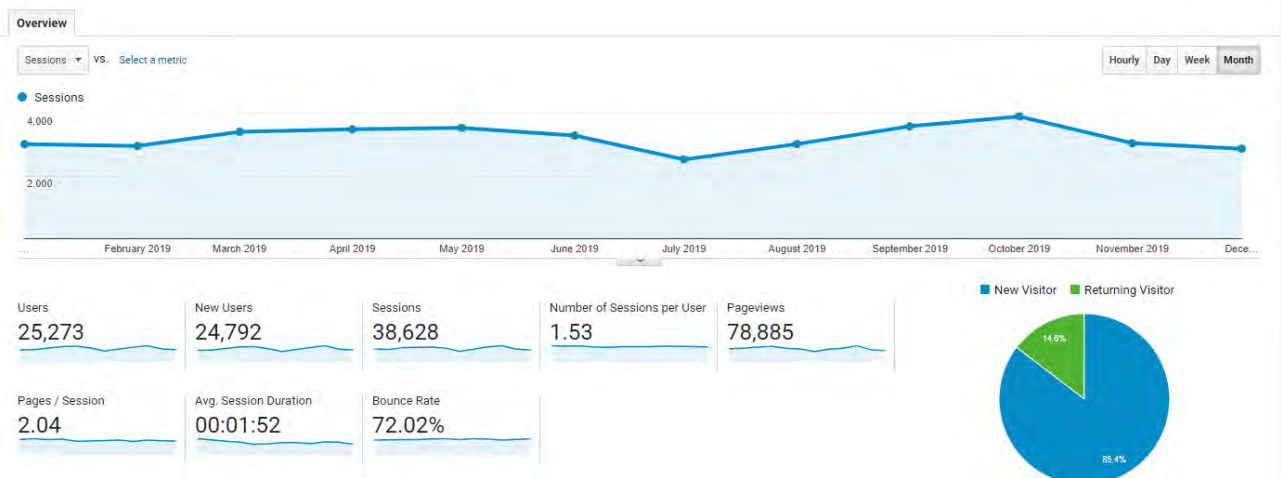 Overview
Sessions VS. Select a metric
Hourly Day Week Month
Sessions
4,000
2,000
... February 2019 March 2019 April 2019 May 2019 June 2019 July 2019 August 2019 September 2019 October 2019 November 2019 Dece...
New Visitor Returning Visitor
Users New Users Sessions Number of Sessions per User Pageviews
25,273 24,792 38,628 1.53 78,885
14.6%
Pages / Session Avg. Session Duration Bounce Rate
2.04 00:01:52 72.02%
85.4%